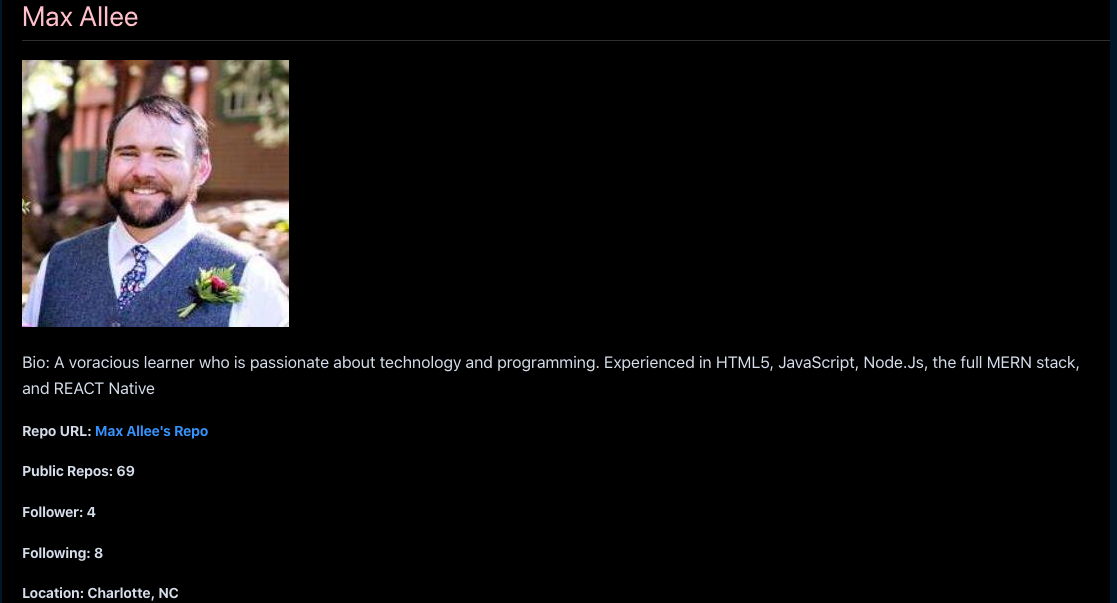 Max Allee
Bio: A voracious learner who is passionate about technology and programming. Experienced in HTML5, JavaScript, Node.Js, the full MERN stack,
and REACT Native
Repo URL: Max Allee's Repo
Public Repos: 69
Follower: 4
Following: 8
Location: Charlotte, NC